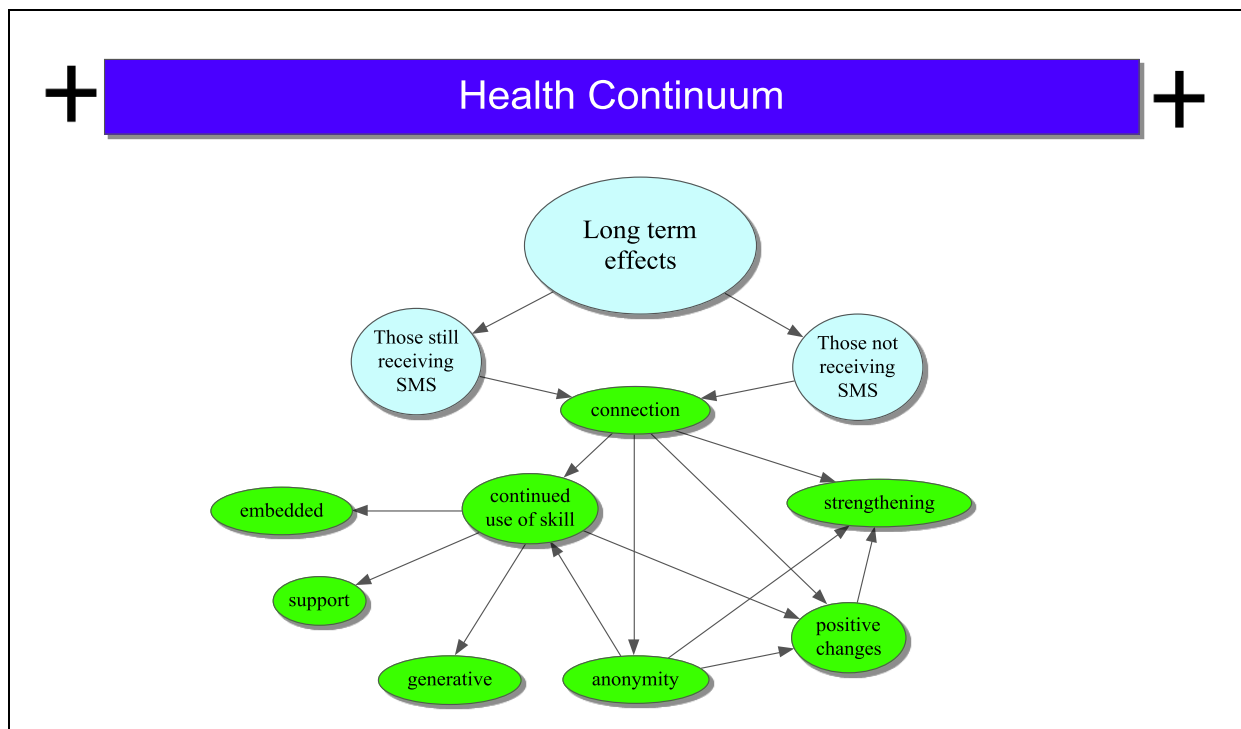 + Health Continuum +
Long term
effects
Those still
receiving
SMS
Those not
receiving
SMS
connection
continued
use of skill
embedded
strengthening
support
positive
changes
generative
anonymity